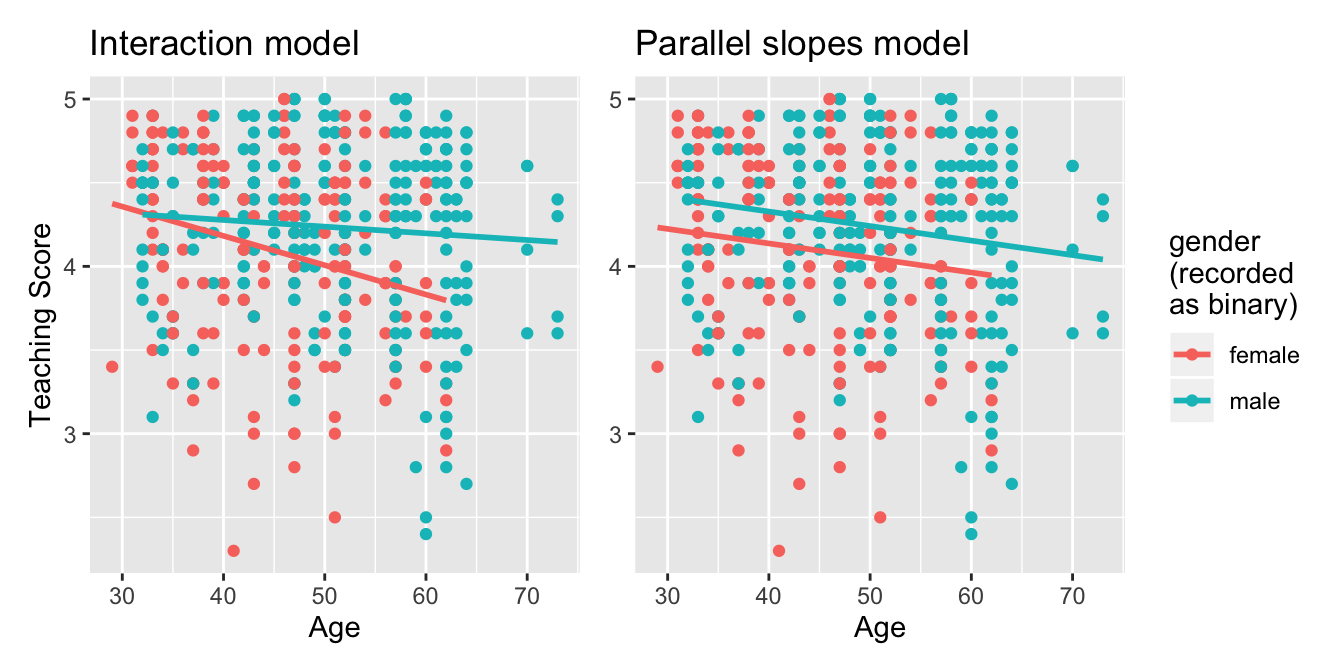 Interaction model
Parallel slopes model
5
4
3
Teaching Score
30 40 50 60 70
Age
5
4
3
30 40 50 60 70
Age
gender
(recorded
as binary)
female
male